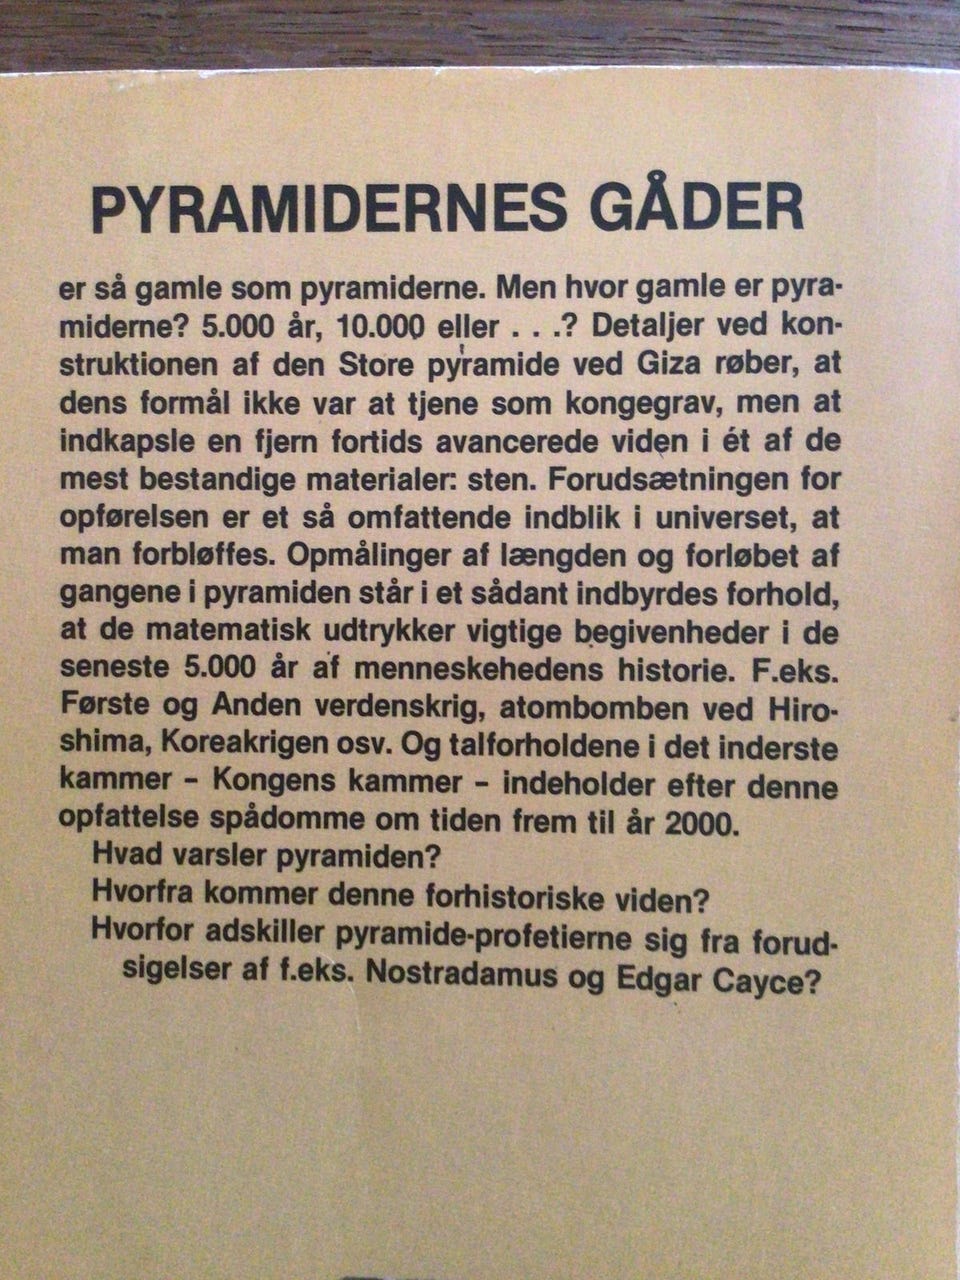 PYRAMIDERNES GÅDER
er så gamle som pyramiderne. Men hvor gamle er pyra-
miderne? 5.000 år, 10.000 eller . . .? Detaljer ved kon-
struktionen af den Store pyramide ved Giza røber, at
dens formål ikke var at tjene som kongegrav, men at
indkapsle en fjern fortids avancerede viden i ét af de
mest bestandige materialer: sten. Forudsætningen for
opførelsen er et så omfattende indblik i universet, at
man forbløffes. Opmålinger af længden og forløbet af
gangene i pyramiden står i et sådant indbyrdes forhold,
at de matematisk udtrykker vigtige begivenheder i de
seneste 5.000 år af menneskehedens historie. F.eks.
Første og Anden verdenskrig, atombomben ved Hiro-
shima, Koreakrigen osv. Og talforholdene i det inderste
kammer – Kongens kammer – indeholder efter denne
opfattelse spådomme om tiden frem til år 2000.
Hvad varsler pyramiden?
Hvorfra kommer denne forhistoriske viden?
Hvorfor adskiller pyramide-profetierne sig fra forud-
sigelser af f.eks. Nostradamus og Edgar Cayce?